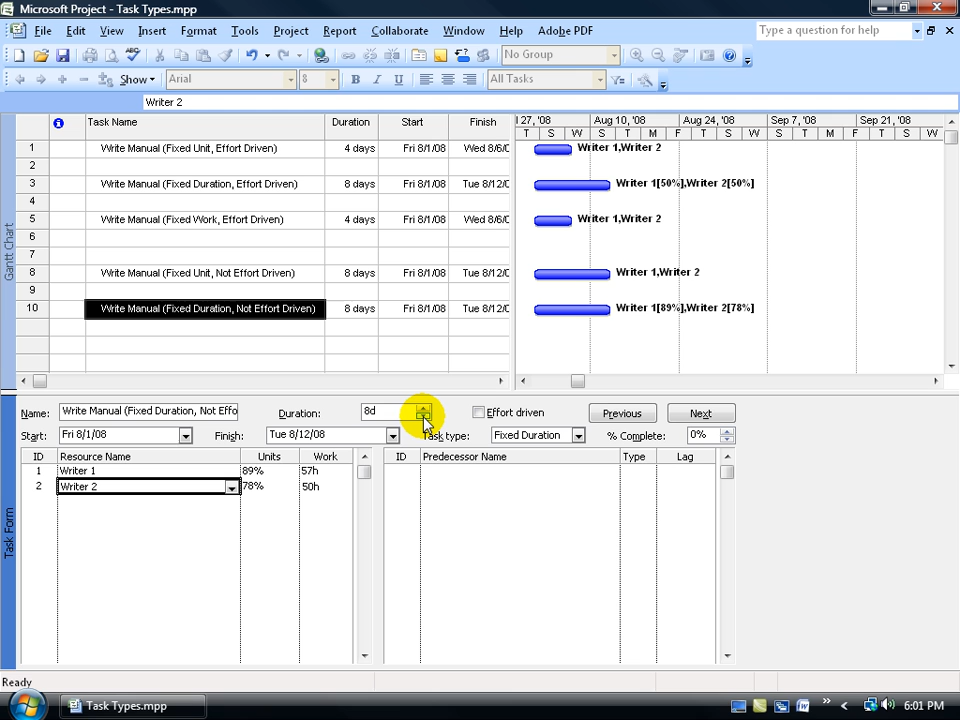 Microsoft Project - Task Types.mpp
File Edit View Insert Format Tools Project Report Collaborate Window Help Adobe PDF Type a question for help
No Group
Show Arial 8 B I U All Tasks
Writer 2
Task Name Duration Start Finish
l 27, '08 Aug 10, '08 Aug 24, '08 Sep 7, '08 Sep 21, '08
T S W S T M F T S W S T M F T S W
1 Write Manual (Fixed Unit, Effort Driven) 4 days Fri 8/1/08 Wed 8/6/0 Writer 1,Writer 2
2
3 Write Manual (Fixed Duration, Effort Driven) 8 days Fri 8/1/08 Tue 8/12/0 Writer 1[50%],Writer 2[50%]
4
5 Write Manual (Fixed Work, Effort Driven) 4 days Fri 8/1/08 Wed 8/6/0 Writer 1,Writer 2
6
7
8 Write Manual (Fixed Unit, Not Effort Driven) 8 days Fri 8/1/08 Tue 8/12/0 Writer 1,Writer 2
9
10 Write Manual (Fixed Duration, Not Effort Driven) 8 days Fri 8/1/08 Tue 8/12/0 Writer 1[89%],Writer 2[78%]
Gantt Chart
Name: Write Manual (Fixed Duration, Not Effo Duration: 8d Effort driven Previous Next
Start: Fri 8/1/08 Finish: Tue 8/12/08 Task type: Fixed Duration % Complete: 0%
ID Resource Name Units Work ID Predecessor Name Type Lag
1 Writer 1 89% 57h
2 Writer 2 78% 50h
Task Form
Ready
Task Types.mpp 6:01 PM